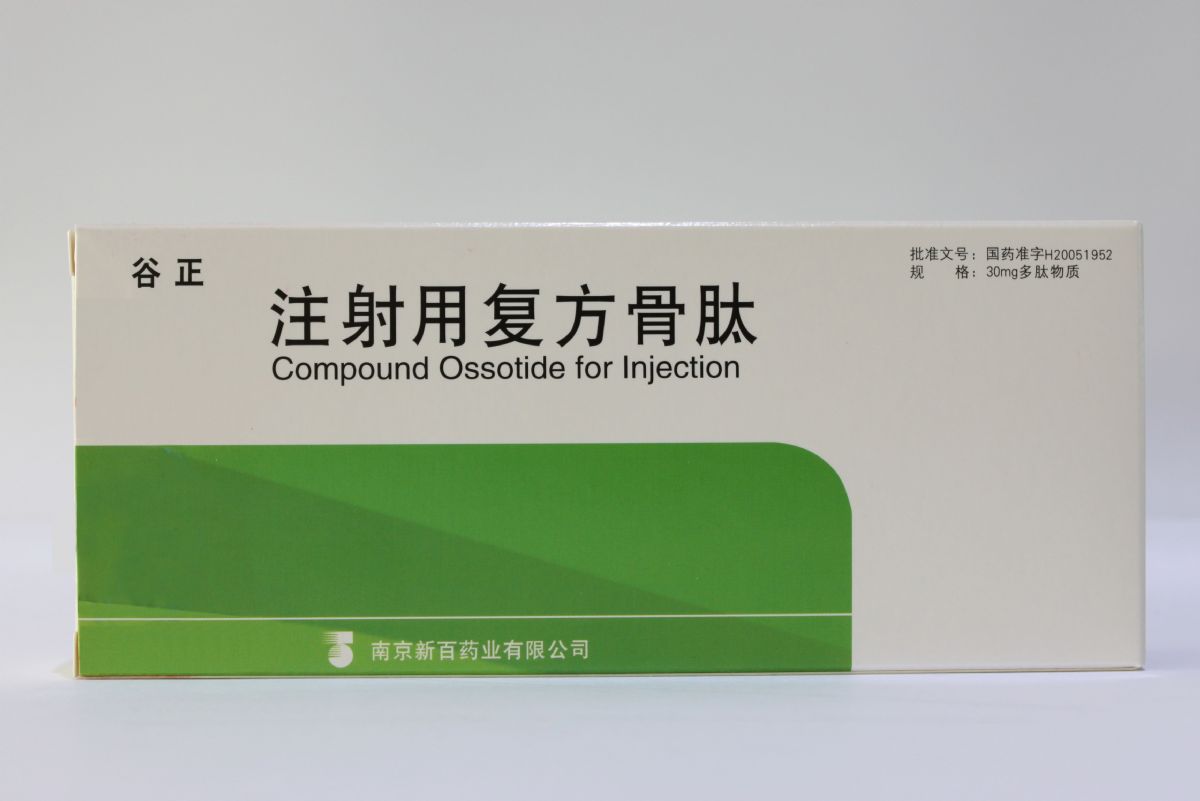 谷正
批准文号：国药准字H20051952
规　　格：30mg多肽物质
注射用复方骨肽
Compound Ossotide for Injection
南京新百药业有限公司